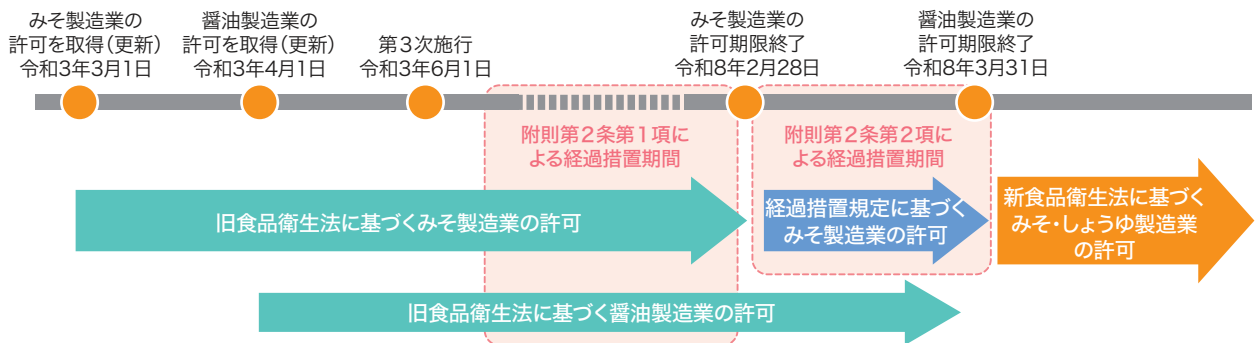 みそ製造業の
許可を取得(更新)
令和3年3月1日
醤油製造業の
許可を取得(更新)
令和3年4月1日
第3次施行
令和3年6月1日
みそ製造業の
許可期限終了
令和8年2月28日
醤油製造業の
許可期限終了
令和8年3月31日
附則第2条第1項に
よる経過措置期間
附則第2条第2項に
よる経過措置期間
旧食品衛生法に基づくみそ製造業の許可
経過措置規定に基づく
みそ製造業の許可
新食品衛生法に基づく
みそ・しょうゆ製造業
の許可
旧食品衛生法に基づく醤油製造業の許可